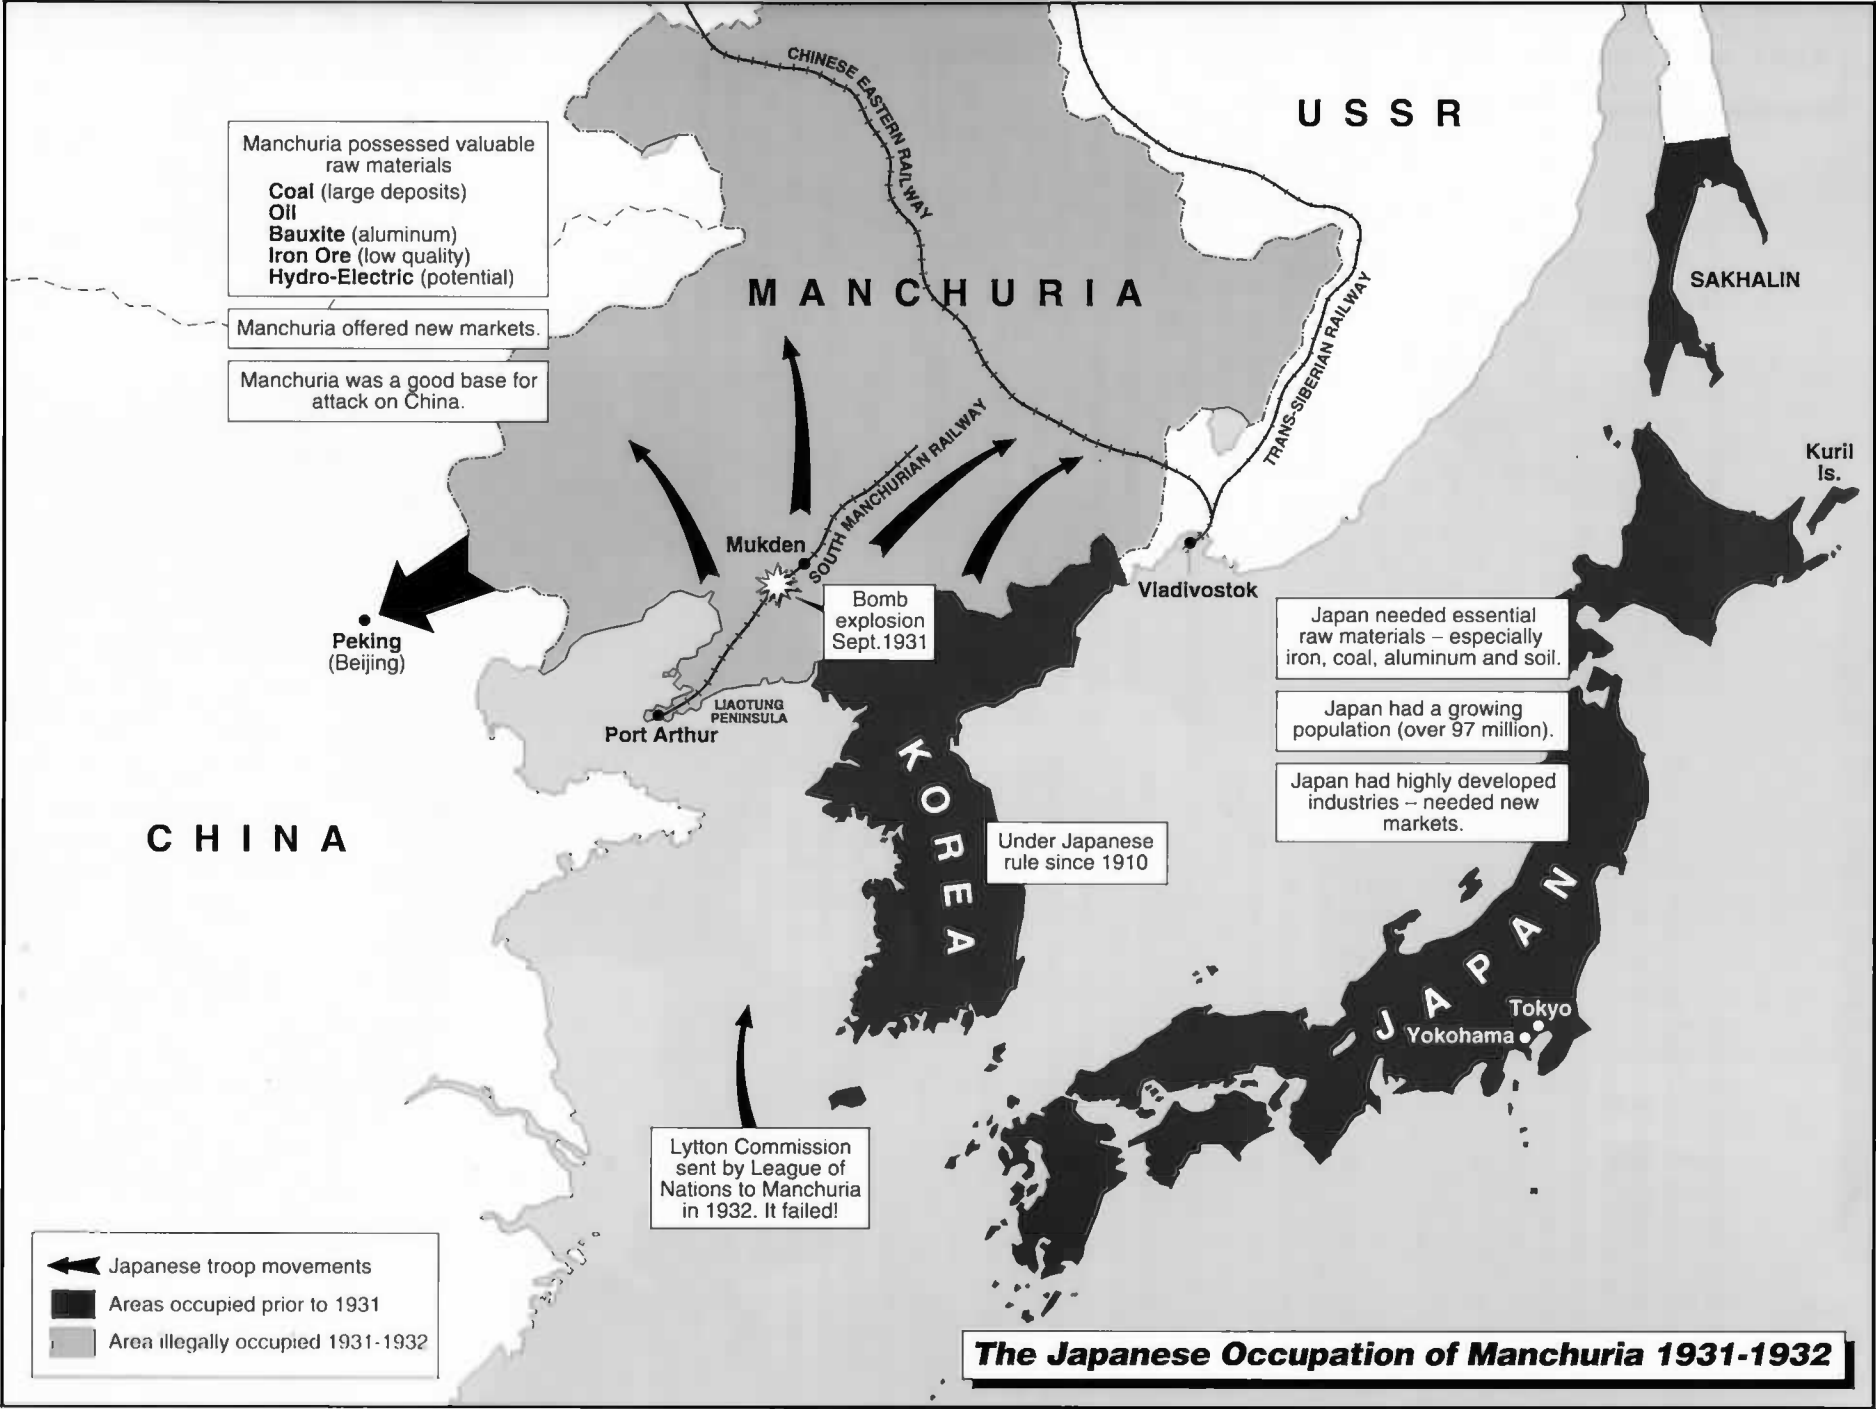 CHINESE EASTERN RAILWAY
USSR
Manchuria possessed valuable
raw materials
Coal (large deposits)
Oil
Bauxite (aluminum)
Iron Ore (low quality)
Hydro-Electric (potential)
Manchuria offered new markets.
Manchuria was a good base for
attack on China.
MANCHURIA
SAKHALIN
TRANS-SIBERIAN RAILWAY
SOUTH MANCHURIAN RAILWAY
Kuril
Is.
Mukden
Bomb
explosion
Sept.1931
Vladivostok
Peking
(Beijing)
LIAOTUNG
PENINSULA
Port Arthur
Japan needed essential
raw materials – especially
iron, coal, aluminum and soil.
Japan had a growing
population (over 97 million).
Japan had highly developed
industries – needed new
markets.
CHINA
KOREA
Under Japanese
rule since 1910
JAPAN
Tokyo
Yokohama
Lytton Commission
sent by League of
Nations to Manchuria
in 1932. It failed!
Japanese troop movements
Areas occupied prior to 1931
Area illegally occupied 1931-1932
The Japanese Occupation of Manchuria 1931-1932